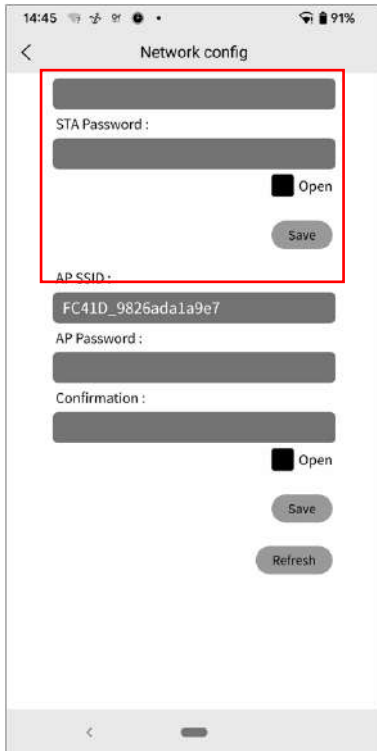 14:45 91%
Network config
STA Password :
Open
Save
AP SSID :
FC41D_9826ada1a9e7
AP Password :
Confirmation :
Open
Save
Refresh